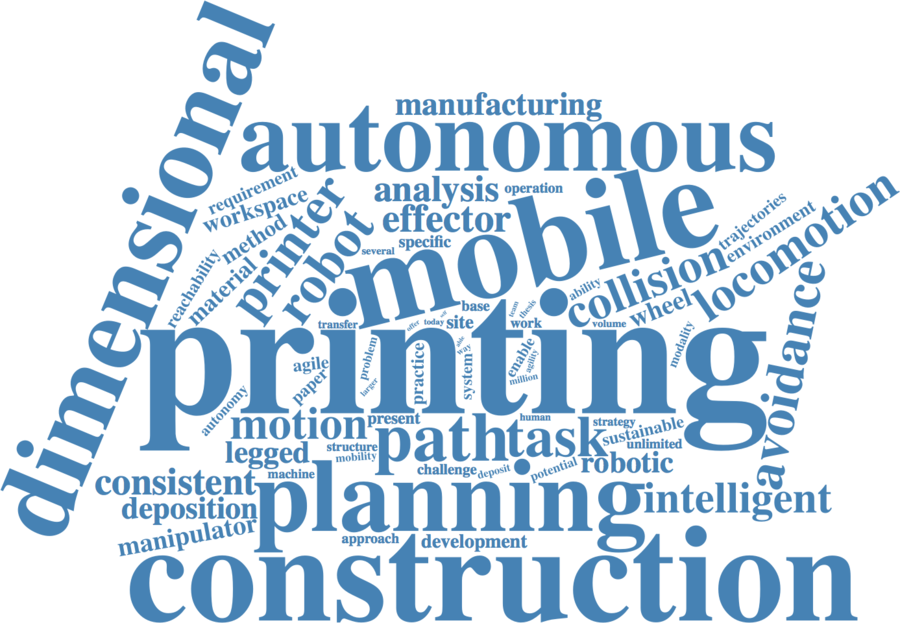 dimensional
manufacturing
autonomous
requirement
workspace
analysis
operation
effector
mobile
method
printer
robot
specific
several
reachability
material
trajectories
environment
collision
locomotion
ability
wheel
base
team
thesis
transfer
offer
today
site
work
volume
printing
modality
avoidance
problem
larger
practice
system
able
way
enable
agility
million
agile
paper
autonomy
motion
present
human
strategy
sustainable
path
task
unlimited
legged
structure
mobility
machine
challenge
deposit
potential
robotic
consistent
planning
intelligent
deposition
manipulator
approach
development
construction